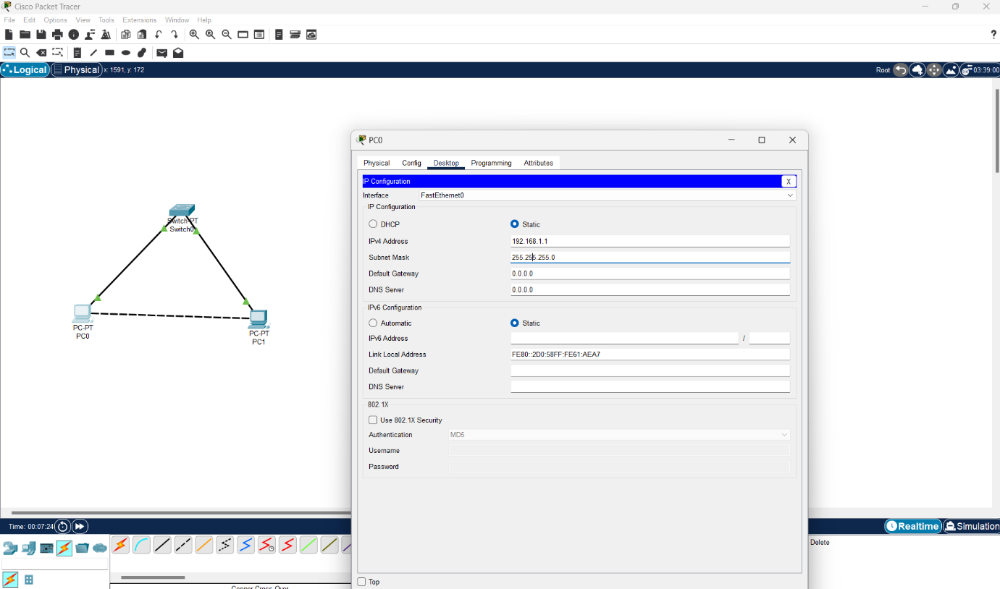 Cisco Packet Tracer
File Edit Options View Tools Extensions Window Help
?
Logical Physical x: 1591, y: 172 Root 03:39:00
PC0
Physical Config Desktop Programming Attributes
IP Configuration X
Interface FastEthernet0
IP Configuration
DHCP Static
IPv4 Address 192.168.1.1
Subnet Mask 255.255.255.0
Default Gateway 0.0.0.0
DNS Server 0.0.0.0
IPv6 Configuration
Automatic Static
IPv6 Address /
Link Local Address FE80::2D0:58FF:FE61:AEA7
Default Gateway
DNS Server
802.1X
Use 802.1X Security
Authentication MD5
Username
Password
Top
Switch-PT
Switch0
PC-PT
PC0
PC-PT
PC1
Time: 00:07:24 Realtime Simulation
Delete
Copper Cross-Over